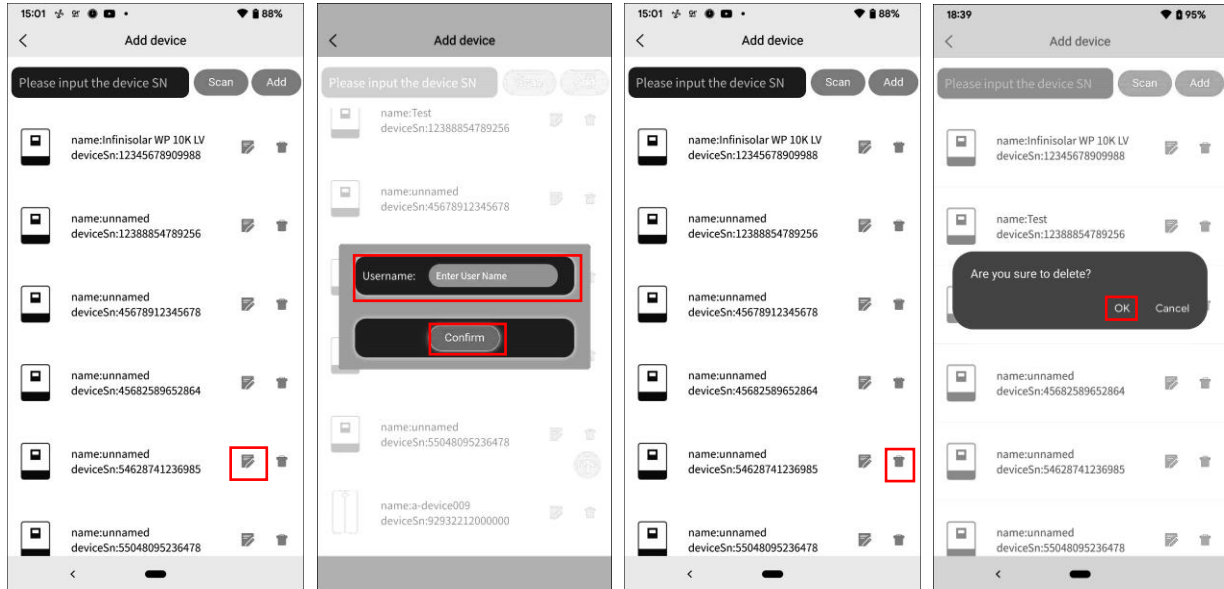 15:01
88%
Add device
Please input the device SN
Scan
Add
name:Infinisolar WP 10K LV
deviceSn:12345678909988
name:unnamed
deviceSn:12388854789256
name:unnamed
deviceSn:45678912345678
name:unnamed
deviceSn:45682589652864
name:unnamed
deviceSn:54628741236985
name:unnamed
deviceSn:55048095236478
Add device
Please input the device SN
name:Test
deviceSn:12388854789256
name:unnamed
deviceSn:45678912345678
Username:
Enter User Name
Confirm
name:unnamed
deviceSn:55048095236478
name:a-device009
deviceSn:92932212000000
15:01
88%
Add device
Please input the device SN
Scan
Add
name:Infinisolar WP 10K LV
deviceSn:12345678909988
name:unnamed
deviceSn:12388854789256
name:unnamed
deviceSn:45678912345678
name:unnamed
deviceSn:45682589652864
name:unnamed
deviceSn:54628741236985
name:unnamed
deviceSn:55048095236478
18:39
95%
Add device
Please input the device SN
Scan
Add
name:Infinisolar WP 10K LV
deviceSn:12345678909988
name:Test
deviceSn:12388854789256
Are you sure to delete?
OK
Cancel
name:unnamed
deviceSn:45682589652864
name:unnamed
deviceSn:54628741236985
name:unnamed
deviceSn:55048095236478